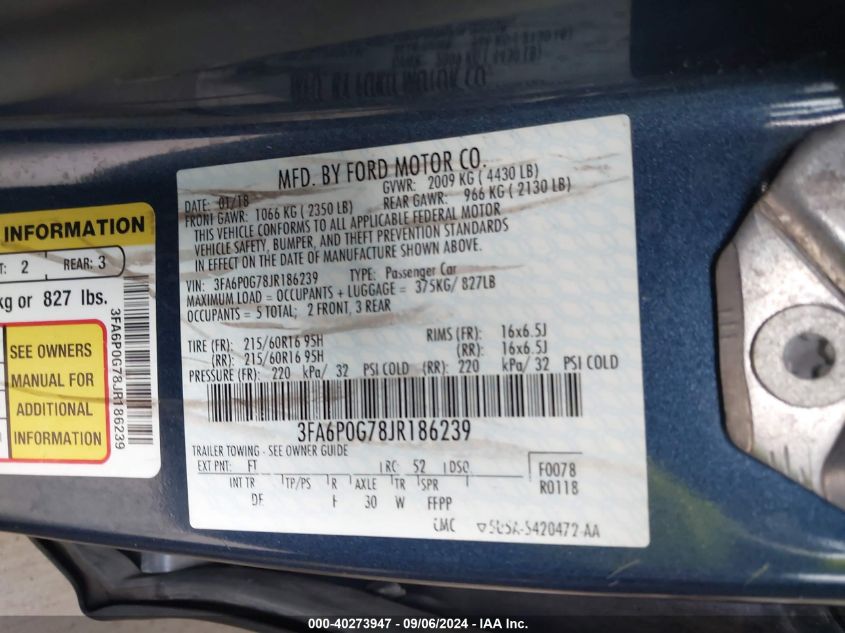 INFORMATION
2 REAR: 3
kg or 827 lbs.
SEE OWNERS
MANUAL FOR
ADDITIONAL
INFORMATION
3FA6P0G78JR186239
MFD. BY FORD MOTOR CO.
DATE: 01/18 GVWR: 2009 KG ( 4430 LB)
FRONT GAWR: 1066 KG ( 2350 LB) REAR GAWR: 966 KG ( 2130 LB)
THIS VEHICLE CONFORMS TO ALL APPLICABLE FEDERAL MOTOR
VEHICLE SAFETY, BUMPER, AND THEFT PREVENTION STANDARDS
IN EFFECT ON THE DATE OF MANUFACTURE SHOWN ABOVE.
VIN: 3FA6P0G78JR186239 TYPE: Passenger Car
MAXIMUM LOAD = OCCUPANTS + LUGGAGE = 375KG/ 827LB
OCCUPANTS = 5 TOTAL; 2 FRONT, 3 REAR
TIRE (FR): 215/60R16 95H RIMS (FR): 16x6.5J
(RR): 215/60R16 95H (RR): 16x6.5J
PRESSURE (FR): 220 kPa/ 32 PSI COLD (RR): 220 kPa/ 32 PSI COLD
3FA6P0G78JR186239
TRAILER TOWING - SEE OWNER GUIDE
EXT PNT: FT RC: 52 DSO: F0078
INT TR TP/PS R AXLE TR SPR R0118
30 W FFPP
000-40273947 - 09/06/2024 - IAA Inc.